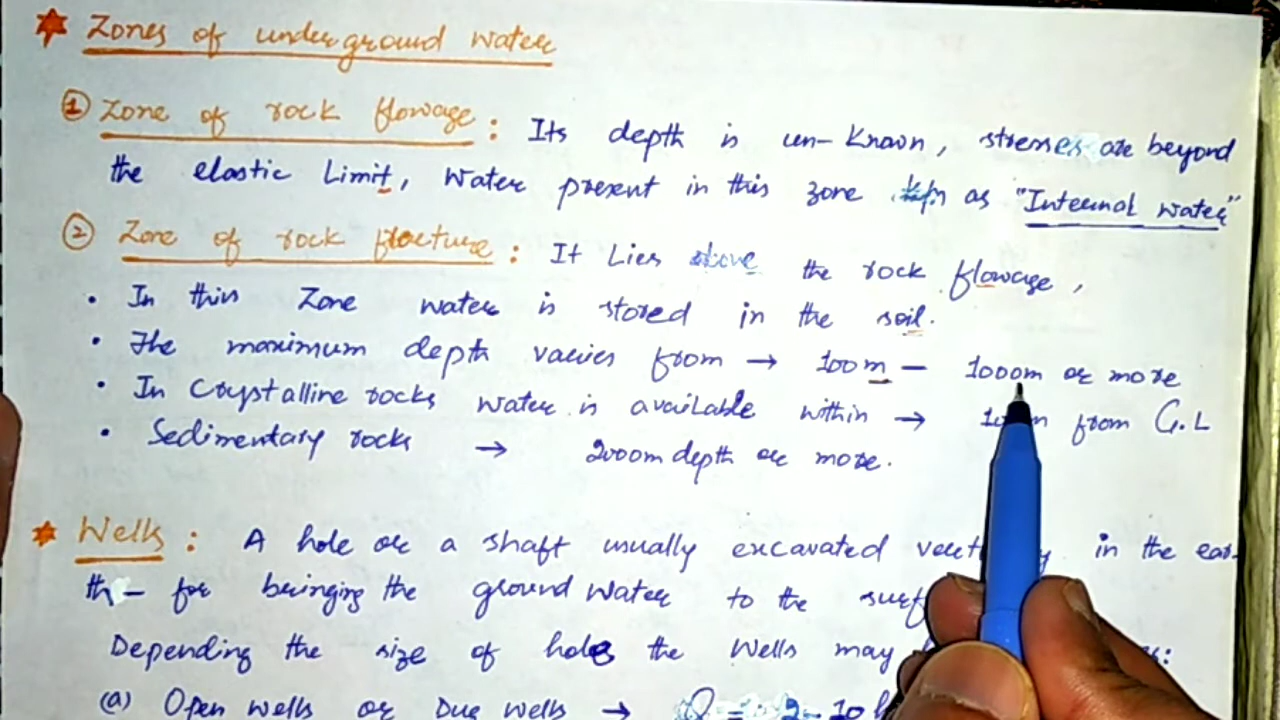 Zones of underground water
① Zone of rock flowage : Its depth is un-known, stresses are beyond
the elastic Limit, water present in this zone as "Internal water"
② Zone of rock fracture : It Lies above the rock flowage,
• In this Zone water is stored in the soil.
• The maximum depth varies from → 100m – 1000m or more
• In Crystalline rocks water is available within → from G.L
• Sedimentary rocks → 2000m depth or more.
Wells : A hole or a shaft usually excavated in the ear-
th – for bringing the ground water to the
Depending the size of hole the Wells may
(a) Open wells or Dug wells →